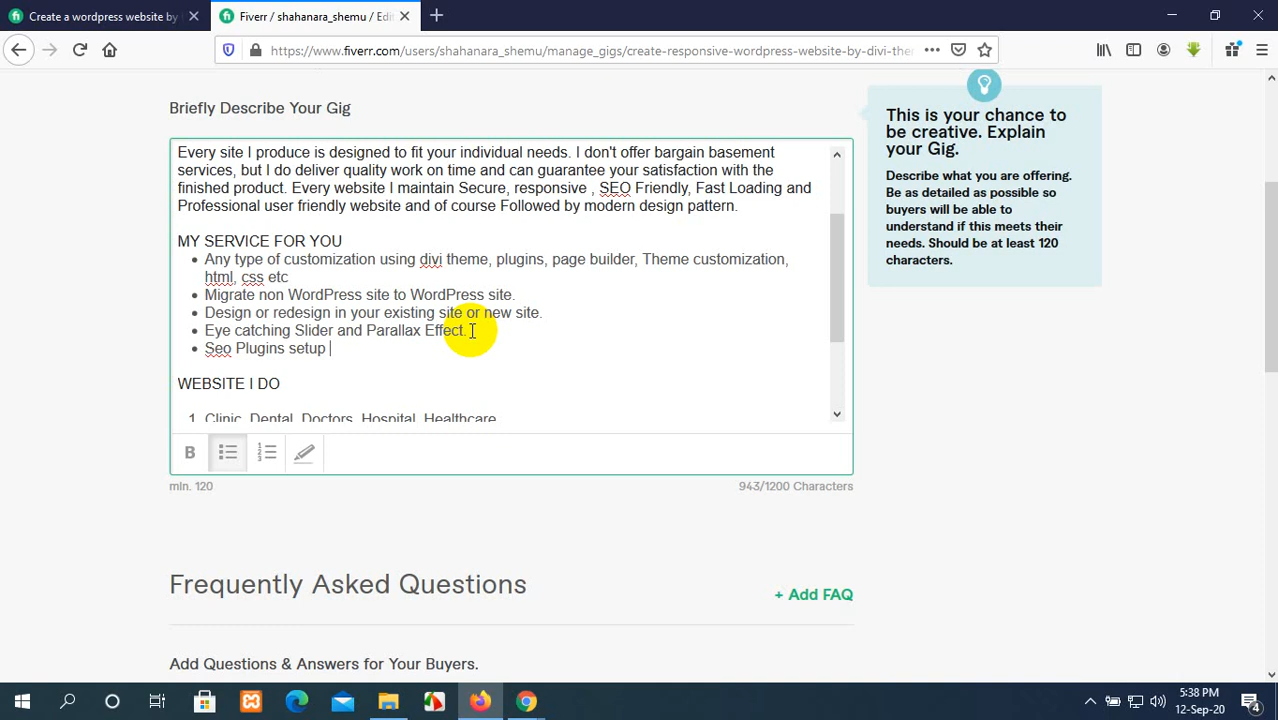 Create a wordpress website by
Fiverr / shahanara_shemu / Edi
https://www.fiverr.com/users/shahanara_shemu/manage_gigs/create-responsive-wordpress-website-by-divi-the
Briefly Describe Your Gig
Every site I produce is designed to fit your individual needs. I don't offer bargain basement
services, but I do deliver quality work on time and can guarantee your satisfaction with the
finished product. Every website I maintain Secure, responsive , SEO Friendly, Fast Loading and
Professional user friendly website and of course Followed by modern design pattern.
MY SERVICE FOR YOU
Any type of customization using divi theme, plugins, page builder, Theme customization,
html, css etc
Migrate non WordPress site to WordPress site.
Design or redesign in your existing site or new site.
Eye catching Slider and Parallax Effect.
Seo Plugins setup
WEBSITE I DO
1. Clinic, Dental, Doctors, Hospital, Healthcare
B
min. 120
943/1200 Characters
This is your chance to
be creative. Explain
your Gig.
Describe what you are offering.
Be as detailed as possible so
buyers will be able to
understand if this meets their
needs. Should be at least 120
characters.
Frequently Asked Questions
+ Add FAQ
Add Questions & Answers for Your Buyers.
5:38 PM
12-Sep-20
4